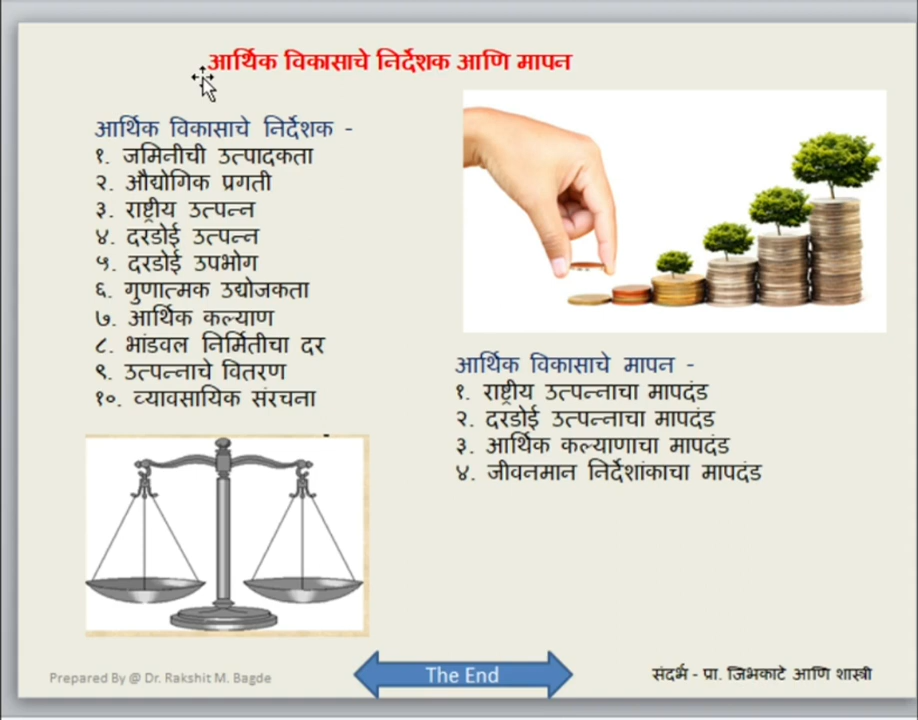 आर्थिक विकासाचे निर्देशक आणि मापन
आर्थिक विकासाचे निर्देशक -
१. जमिनीची उत्पादकता
२. औद्योगिक प्रगती
३. राष्ट्रीय उत्पन्न
४. दरडोई उत्पन्न
५. दरडोई उपभोग
६. गुणात्मक उद्योजकता
७. आर्थिक कल्याण
८. भांडवल निर्मितीचा दर
९. उत्पन्नाचे वितरण
१०. व्यावसायिक संरचना
आर्थिक विकासाचे मापन -
१. राष्ट्रीय उत्पन्नाचा मापदंड
२. दरडोई उत्पन्नाचा मापदंड
३. आर्थिक कल्याणाचा मापदंड
४. जीवनमान निर्देशांकाचा मापदंड
Prepared By @ Dr. Rakshit M. Bagde
The End
संदर्भ - प्रा. जिभकाटे आणि शास्त्री